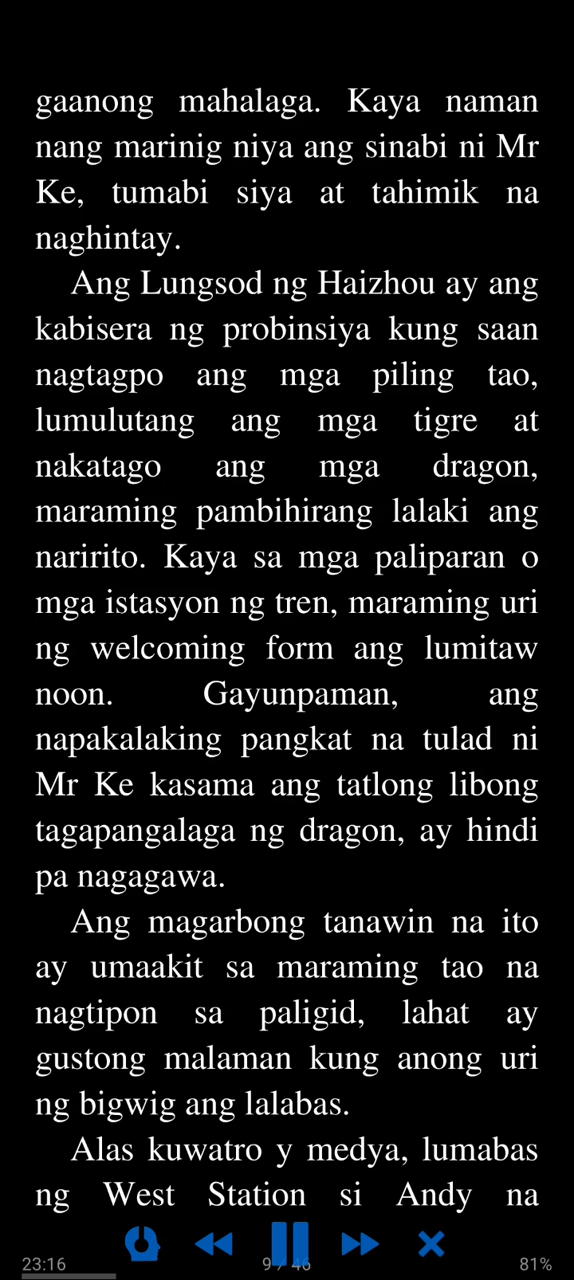 gaanong mahalaga. Kaya naman
nang marinig niya ang sinabi ni Mr
Ke, tumabi siya at tahimik na
naghintay.
Ang Lungsod ng Haizhou ay ang
kabisera ng probinsiya kung saan
nagtagpo ang mga piling tao,
lumulutang ang mga tigre at
nakatago ang mga dragon,
maraming pambihirang lalaki ang
naririto. Kaya sa mga paliparan o
mga istasyon ng tren, maraming uri
ng welcoming form ang lumitaw
noon. Gayunpaman, ang
napakalaking pangkat na tulad ni
Mr Ke kasama ang tatlong libong
tagapangalaga ng dragon, ay hindi
pa nagagawa.
Ang magarbong tanawin na ito
ay umaakit sa maraming tao na
nagtipon sa paligid, lahat ay
gustong malaman kung anong uri
ng bigwig ang lalabas.
Alas kuwatro y medya, lumabas
ng West Station si Andy na
23:16 9 / 46 81%